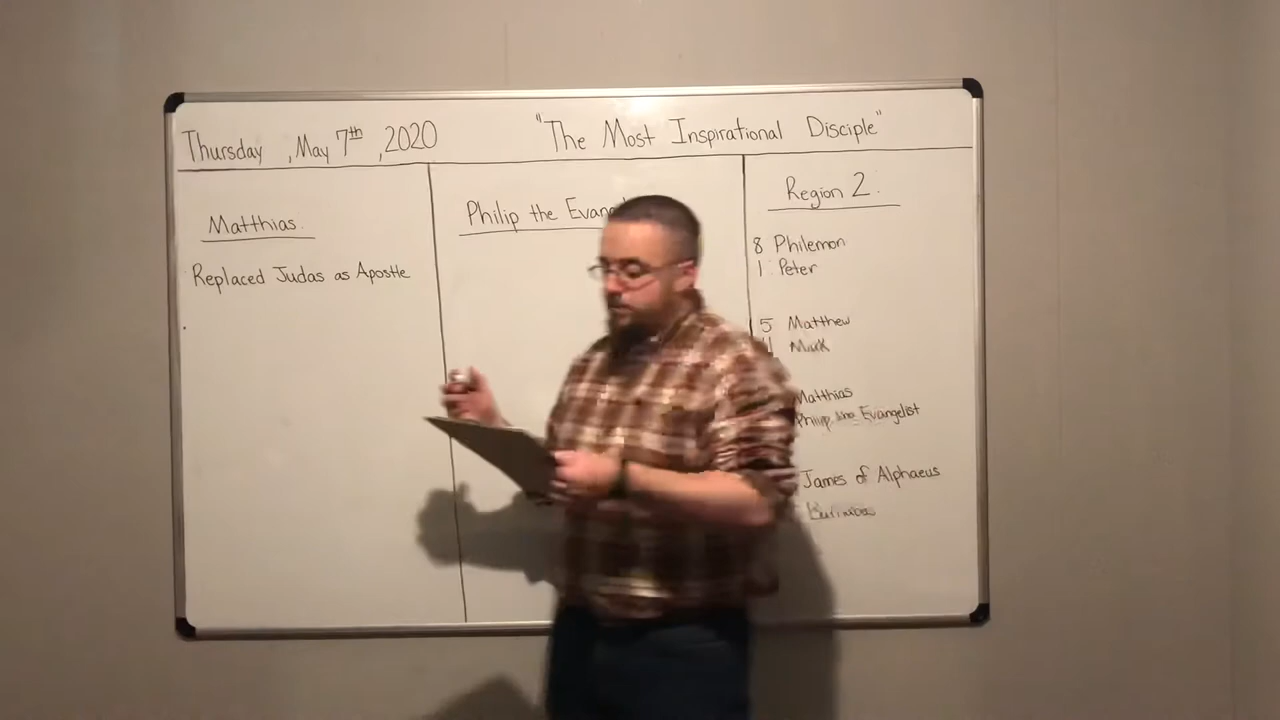 Thursday, May 7th, 2020
"The Most Inspirational Disciple"
Matthias
Replaced Judas as Apostle
Philip the Evang
Region 2
8 Philemon
1 Peter
5 Matthew
Mark
Matthias
Philip the Evangelist
James of Alphaeus